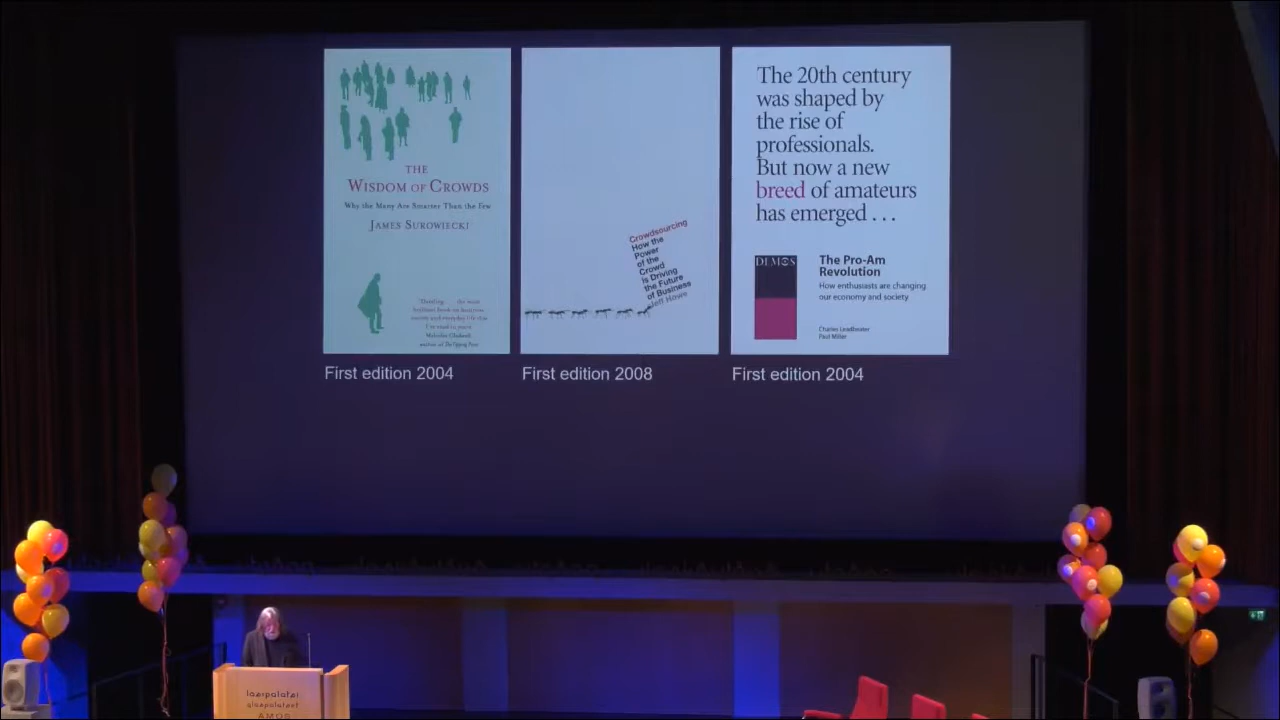 THE
WISDOM OF CROWDS
Why the Many Are Smarter Than the Few
JAMES SUROWIECKI
First edition 2004
Crowdsourcing
How the
Power
of the
Crowd
is Driving
the Future
of Business
Jeff Howe
First edition 2008
The 20th century
was shaped by
the rise of
professionals.
But now a new
breed of amateurs
has emerged . . .
DEMOS
The Pro-Am
Revolution
How enthusiasts are changing
our economy and society
Charles Leadbeater
Paul Miller
First edition 2004
AMOS